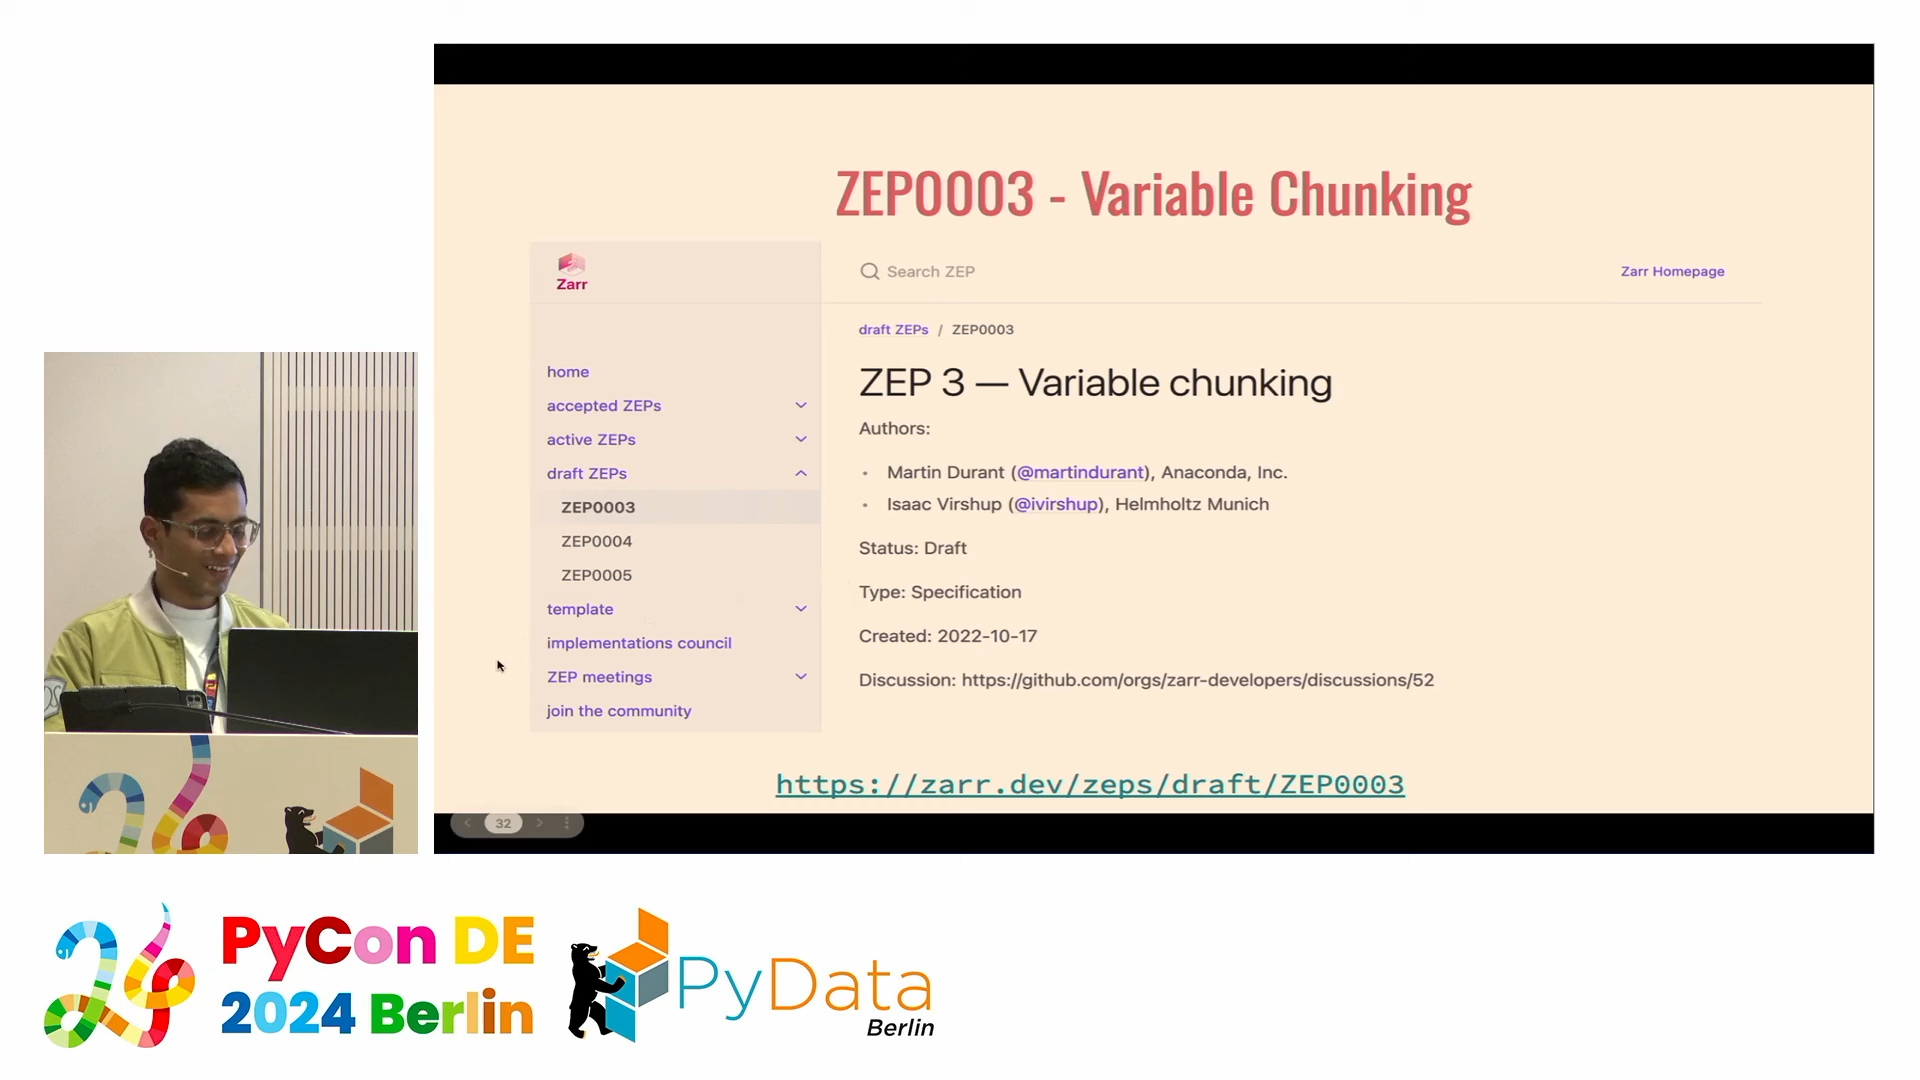 ZEP0003 - Variable Chunking
Zarr
Search ZEP
Zarr Homepage
home
accepted ZEPs
active ZEPs
draft ZEPs
ZEP0003
ZEP0004
ZEP0005
template
implementations council
ZEP meetings
join the community
draft ZEPs / ZEP0003
ZEP 3 — Variable chunking
Authors:
• Martin Durant (@martindurant), Anaconda, Inc.
• Isaac Virshup (@ivirshup), Helmholtz Munich
Status: Draft
Type: Specification
Created: 2022-10-17
Discussion: https://github.com/orgs/zarr-developers/discussions/52
https://zarr.dev/zeps/draft/ZEP0003
32
PyCon DE
2024 Berlin
PyData
Berlin